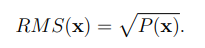 RMS(𝐱) = √P(𝐱).